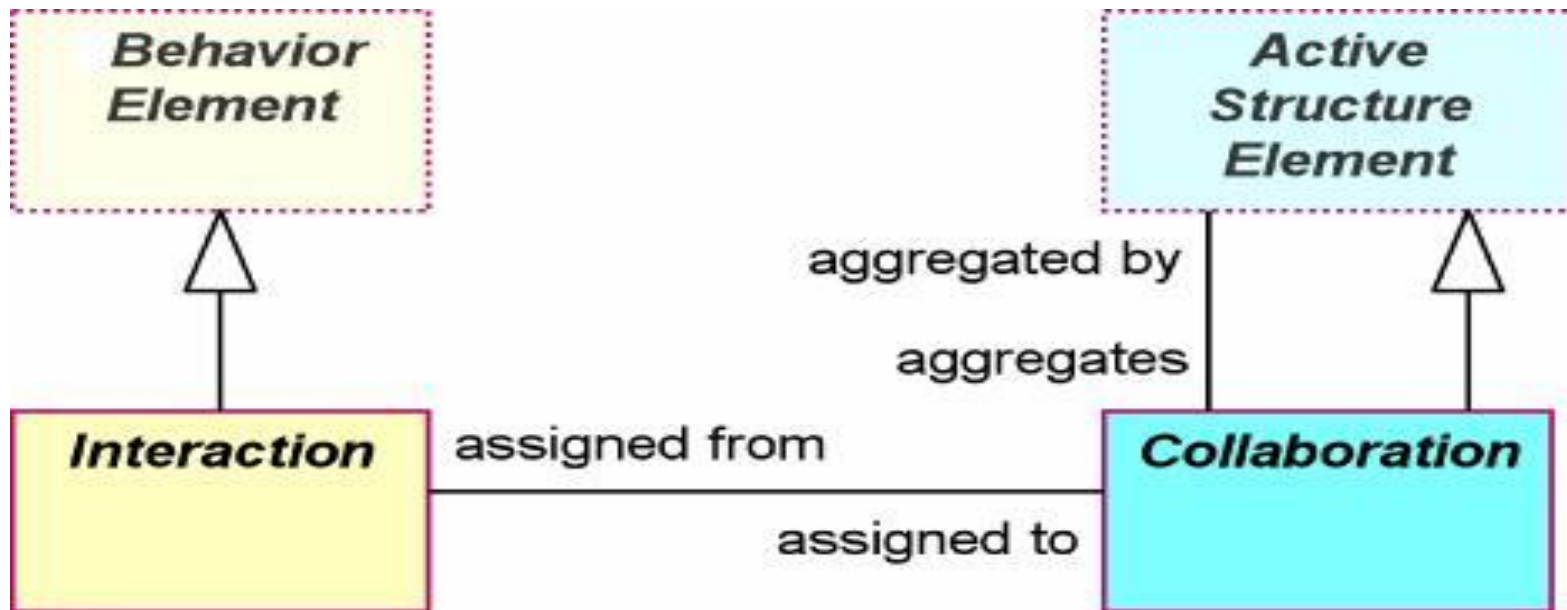 Behavior
Element
Active
Structure
Element
aggregated by
aggregates
Interaction
assigned from
assigned to
Collaboration